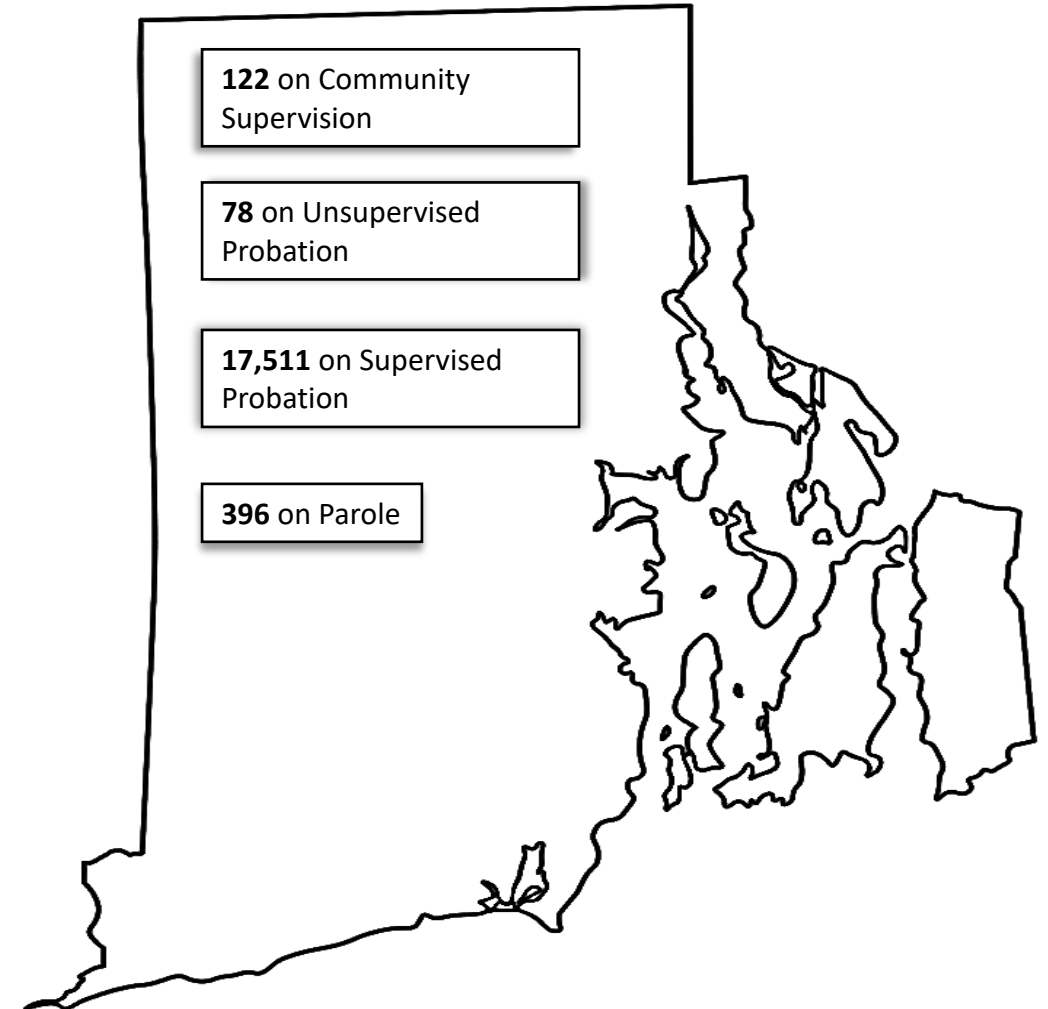 122 on Community
Supervision
78 on Unsupervised
Probation
17,511 on Supervised
Probation
396 on Parole